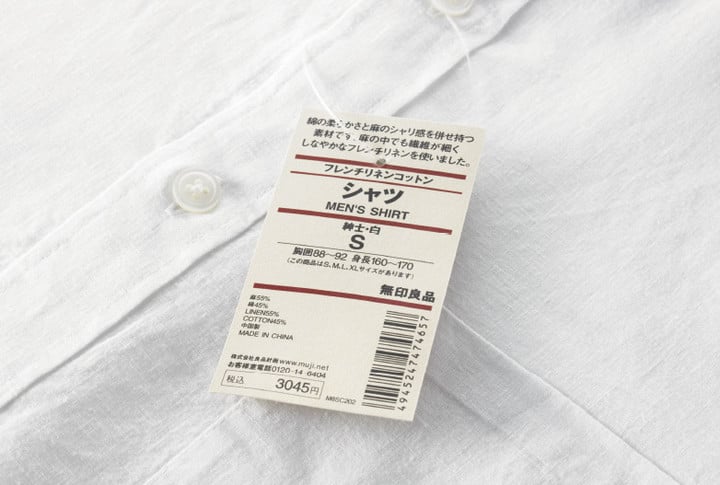 綿の柔らかさと麻のシャリ感を併せ持つ
素材です。麻の中でも繊維が細く
しなやかなフレンチリネンを使いました。
フレンチリネンコットン
シャツ
MEN'S SHIRT
紳士・白
S
胸囲88〜92 身長160〜170
(この商品はS、M、L、XLサイズがあります)
無印良品
麻55%
綿45%
LINEN55%
COTTON45%
中国製
MADE IN CHINA
株式会社良品計画 www.muji.net
お客様室電話0120-14-6404
税込 3045円
M8SC202
4945247474657